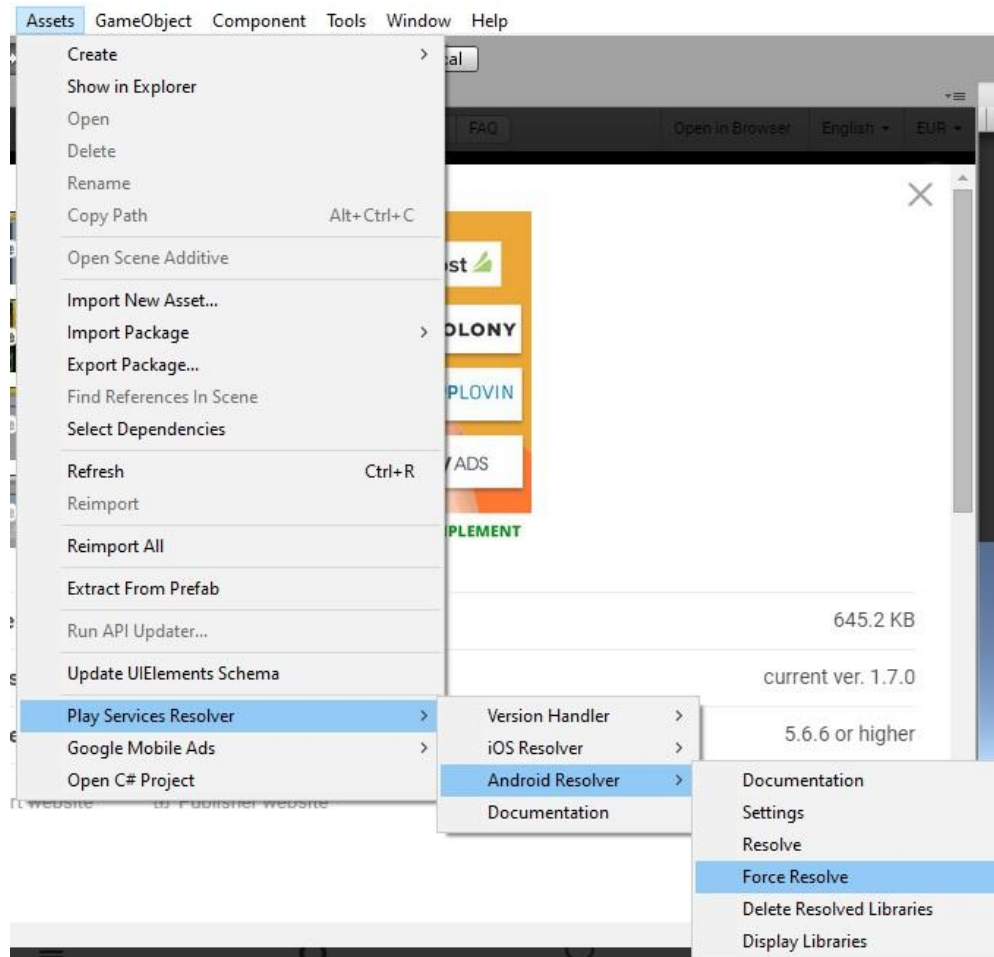 Assets GameObject Component Tools Window Help
Create
Show in Explorer
Open
FAQ Open in Browser English EUR
Delete
Rename
Copy Path Alt+Ctrl+C
Open Scene Additive
Import New Asset...
Import Package
OLONY
Export Package...
Find References In Scene
PLOVIN
Select Dependencies
Refresh Ctrl+R
ADS
Reimport
PLEMENT
Reimport All
Extract From Prefab
Run API Updater...
645.2 KB
Update UIElements Schema
current ver. 1.7.0
Play Services Resolver
Version Handler
5.6.6 or higher
Google Mobile Ads
iOS Resolver
Open C# Project
Android Resolver
Documentation
Documentation
Settings
Resolve
Force Resolve
Delete Resolved Libraries
Display Libraries